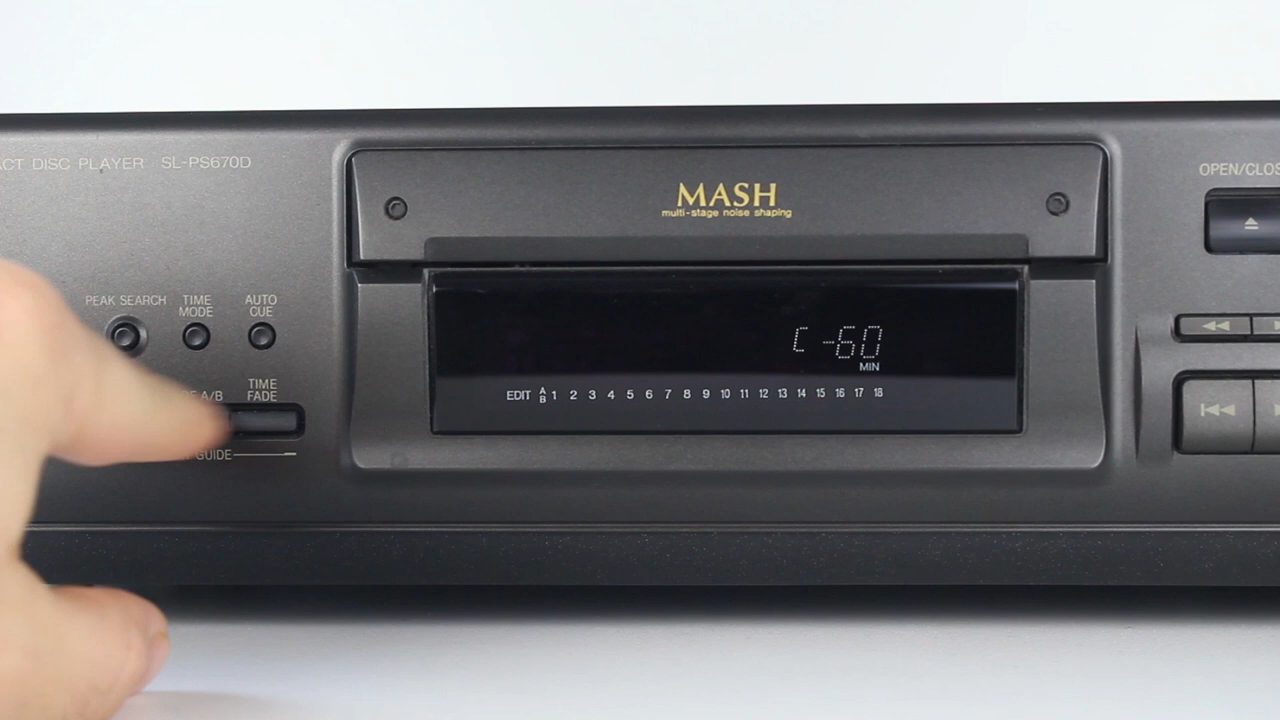 DISC PLAYER SL-PS670D
MASH
multi-stage noise shaping
OPEN/CLOS
PEAK SEARCH
TIME MODE
AUTO CUE
C-60
MIN
A/B
TIME FADE
EDIT A B 1 2 3 4 5 6 7 8 9 10 11 12 13 14 15 16 17 18
GUIDE